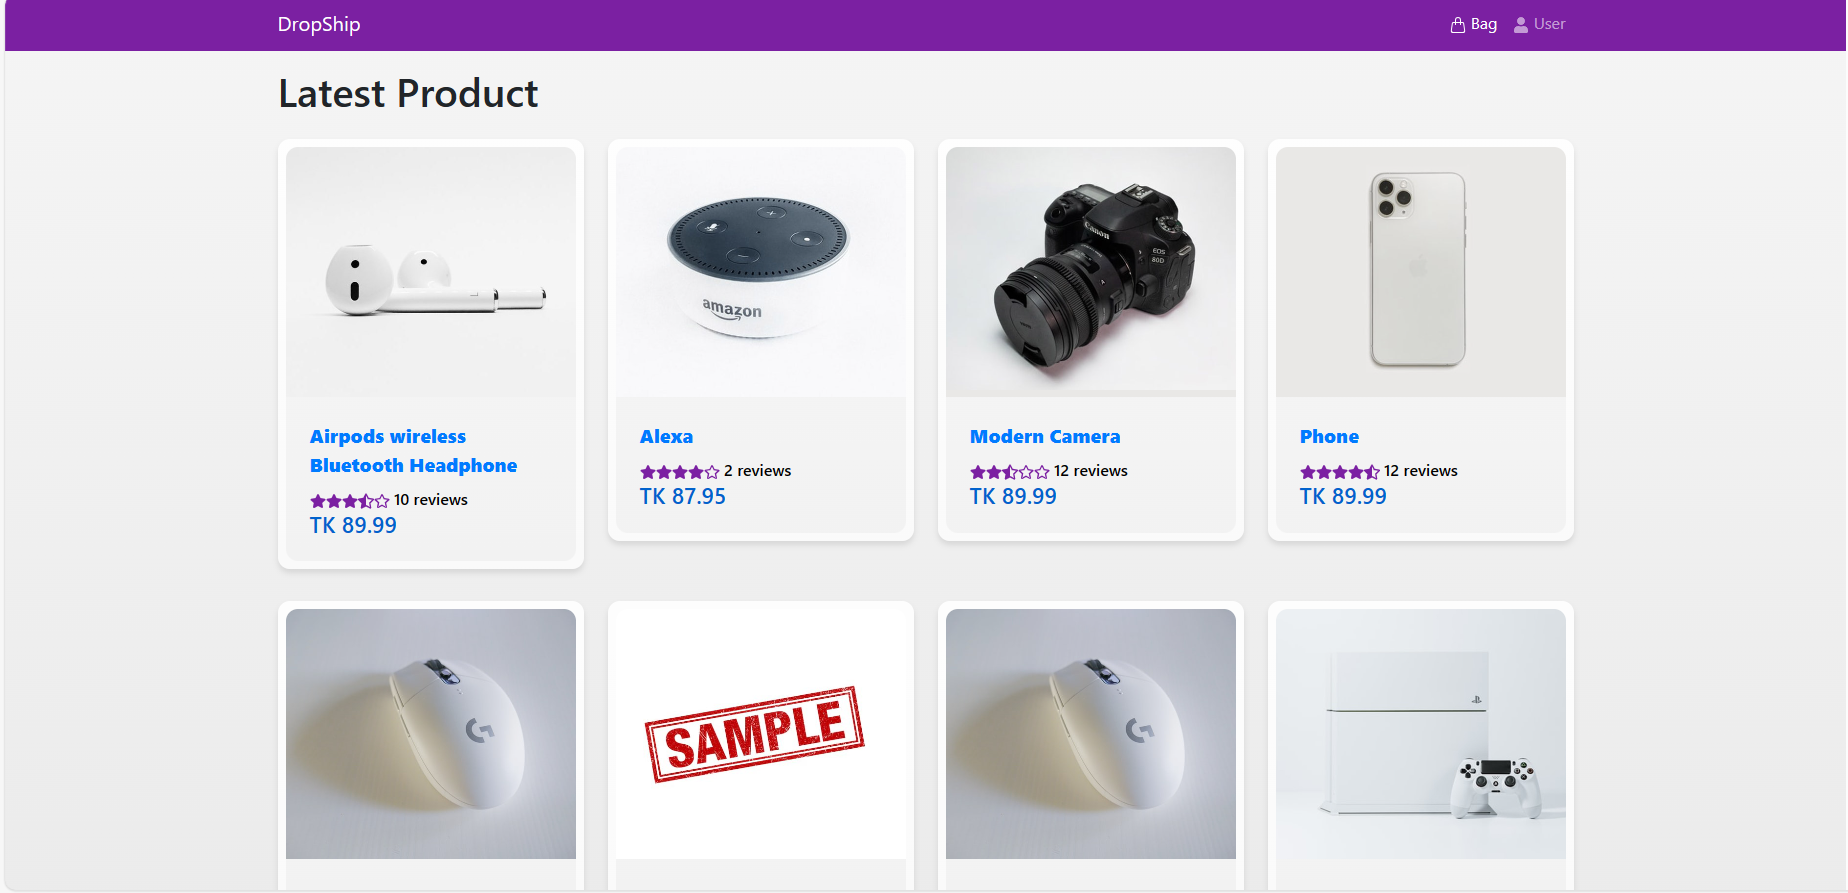 DropShip
Bag
User
Latest Product
amazon
Canon
EOS
80D
A
Airpods wireless
Bluetooth Headphone
10 reviews
TK 89.99
Alexa
2 reviews
TK 87.95
Modern Camera
12 reviews
TK 89.99
Phone
12 reviews
TK 89.99
SAMPLE